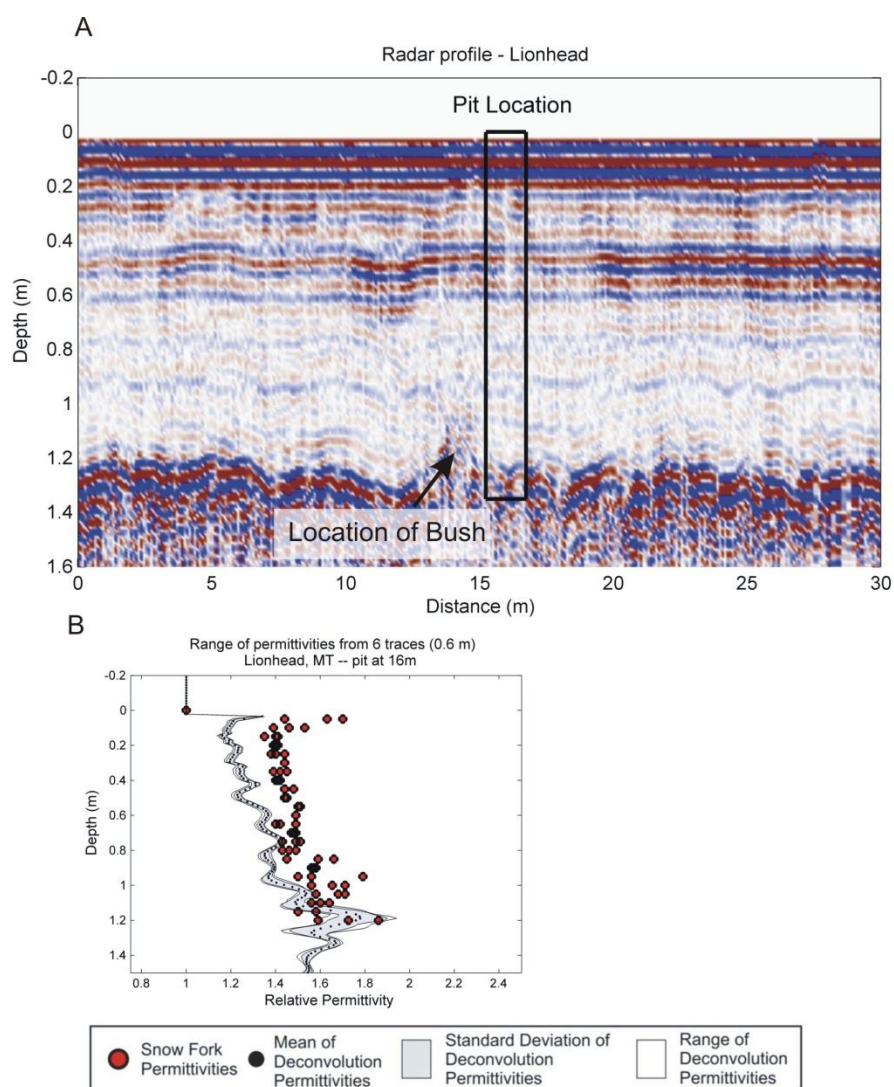 A
Radar profile - Lionhead
-0.2
Pit Location
0
0.2
0.4
0.6
0.8
1
1.2
1.4
1.6
Depth (m)
Location of Bush
0 5 10 15 20 25 30
Distance (m)
B
Range of permittivities from 6 traces (0.6 m)
Lionhead, MT -- pit at 16m
-0.2
0
0.2
0.4
0.6
0.8
1
1.2
1.4
Depth (m)
0.8 1 1.2 1.4 1.6 1.8 2 2.2 2.4
Relative Permittivity
Snow Fork
Permittivities
Mean of
Deconvolution
Permittivities
Standard Deviation of
Deconvolution
Permittivities
Range of
Deconvolution
Permittivities